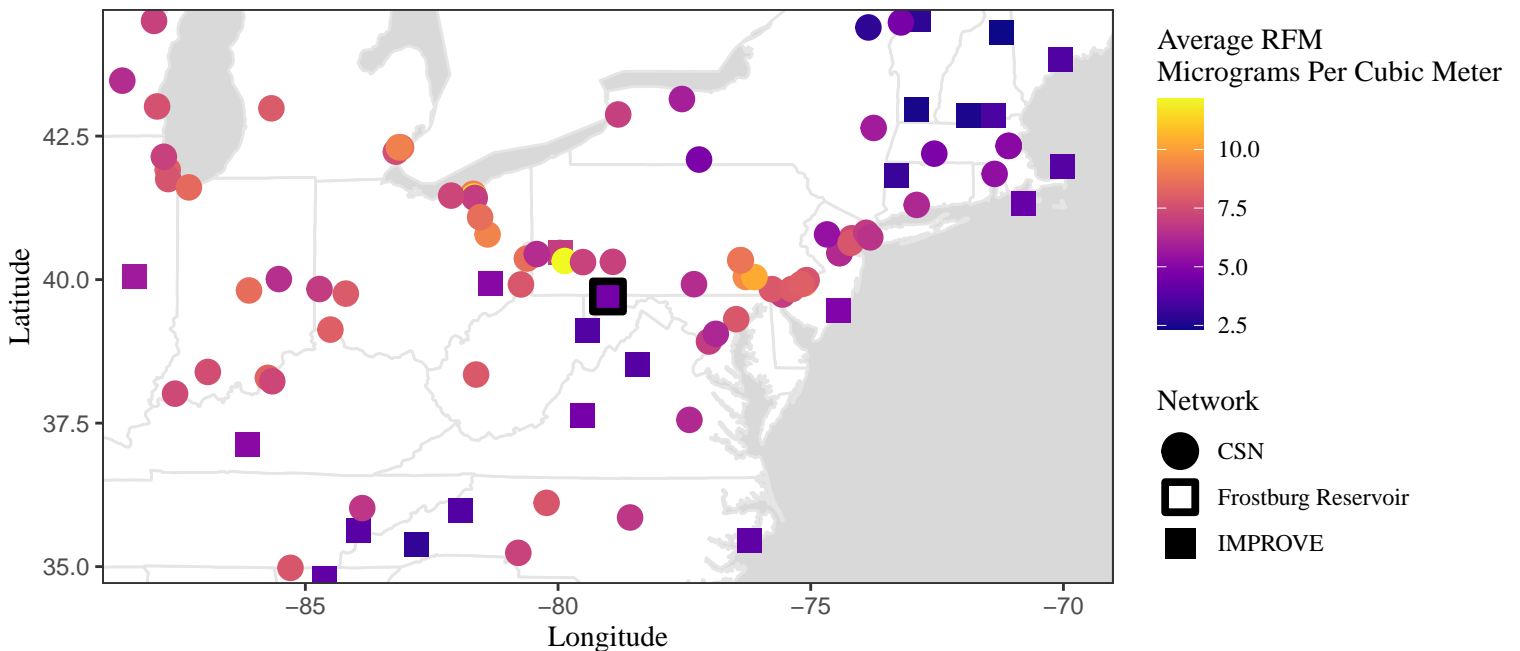 Average RFM
Micrograms Per Cubic Meter
10.0
7.5
5.0
2.5
Network
CSN
Frostburg Reservoir
IMPROVE
Latitude
42.5
40.0
37.5
35.0
−85
−80
−75
−70
Longitude